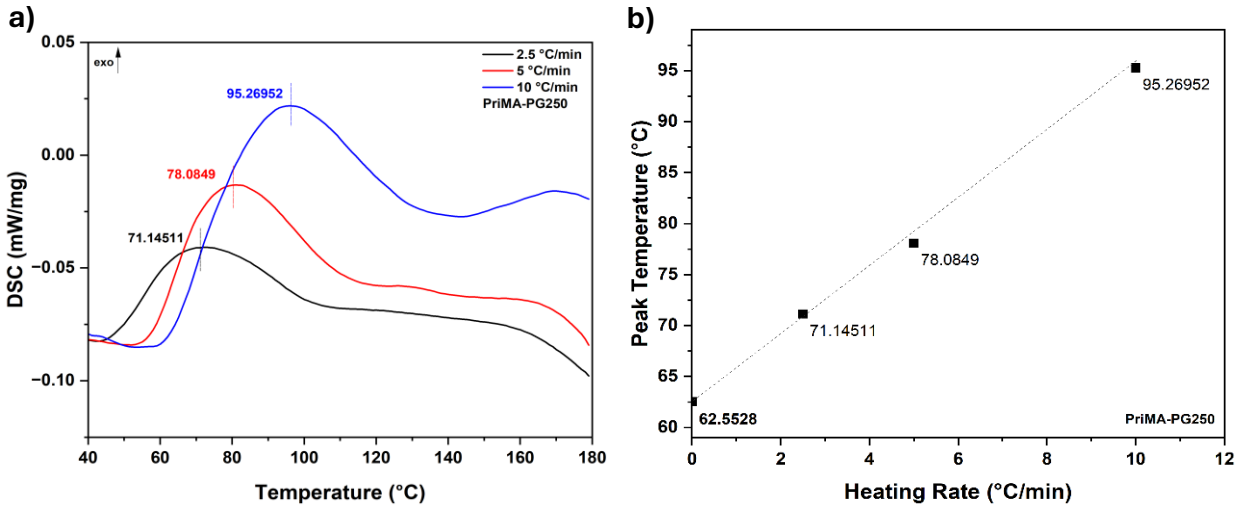 a)
DSC (mW/mg)
0.05
0.00
−0.05
−0.10
exo
2.5 °C/min
5 °C/min
10 °C/min
PriMA-PG250
95.26952
78.0849
71.14511
40
60
80
100
120
140
160
180
Temperature (°C)
b)
Peak Temperature (°C)
95
90
85
80
75
70
65
60
95.26952
78.0849
71.14511
62.5528
PriMA-PG250
0
2
4
6
8
10
12
Heating Rate (°C/min)